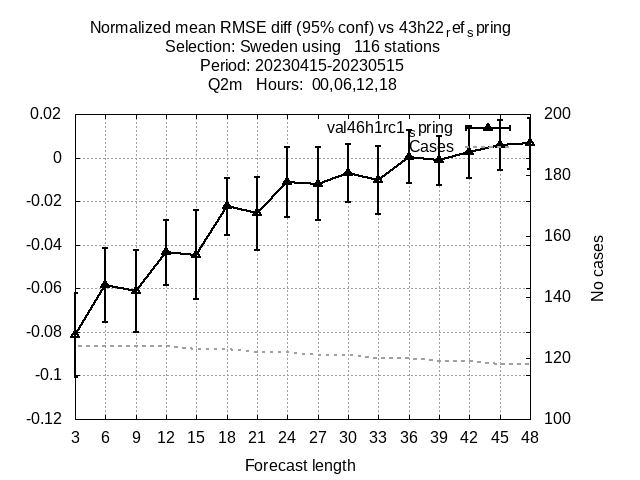 Normalized mean RMSE diff (95% conf) vs 43h22ref spring
Selection: Sweden using 116 stations
Period: 20230415-20230515
Q2m Hours: 00,06,12,18
0.02
0
-0.02
-0.04
-0.06
-0.08
-0.1
-0.12
val46h1rc1spring
Cases
200
180
160
140
120
100
No cases
3 6 9 12 15 18 21 24 27 30 33 36 39 42 45 48
Forecast length